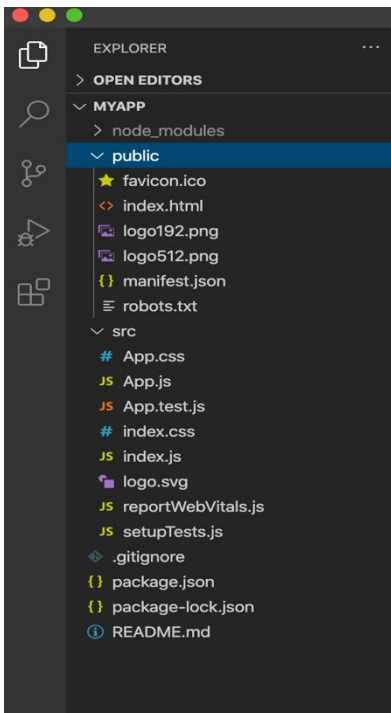 EXPLORER
OPEN EDITORS
MYAPP
node_modules
public
favicon.ico
index.html
logo192.png
logo512.png
manifest.json
robots.txt
src
App.css
App.js
App.test.js
index.css
index.js
logo.svg
reportWebVitals.js
setupTests.js
.gitignore
package.json
package-lock.json
README.md